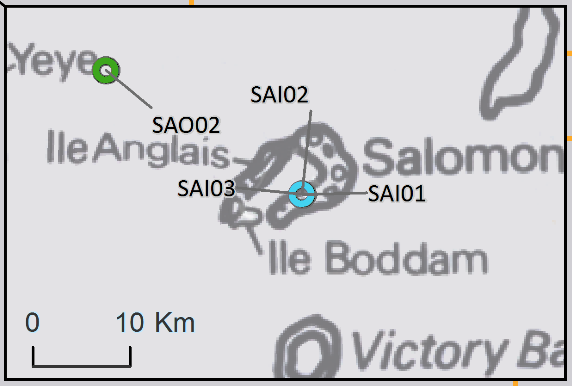 Yeye
SAI02
SAO02
Ile Anglais
Salomon
SAI03
SAI01
Ile Boddam
0 10 Km
Victory Ba